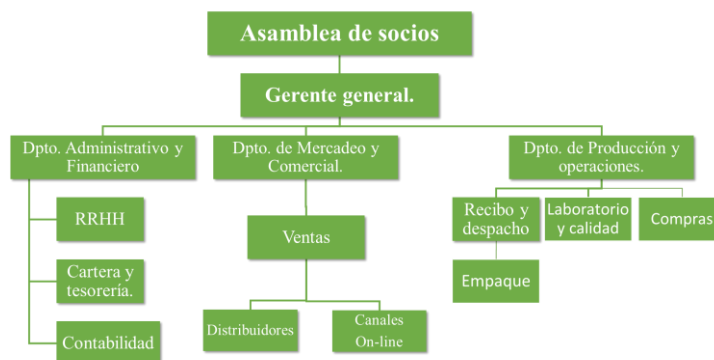 Asamblea de socios
Gerente general.
Dpto. Administrativo y
Financiero
Dpto. de Mercadeo y
Comercial.
Dpto. de Producción y
operaciones.
RRHH
Cartera y
tesorería.
Contabilidad
Ventas
Distribuidores
Canales
On-line
Recibo y
despacho
Empaque
Laboratorio
y calidad
Compras